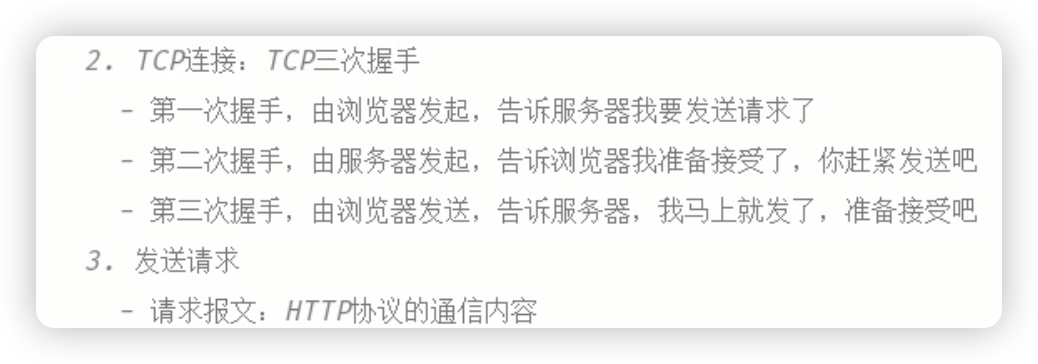 2. TCP连接：TCP三次握手
- 第一次握手，由浏览器发起，告诉服务器我要发送请求了
- 第二次握手，由服务器发起，告诉浏览器我准备接受了，你赶紧发送吧
- 第三次握手，由浏览器发送，告诉服务器，我马上就发了，准备接受吧
3. 发送请求
- 请求报文：HTTP协议的通信内容